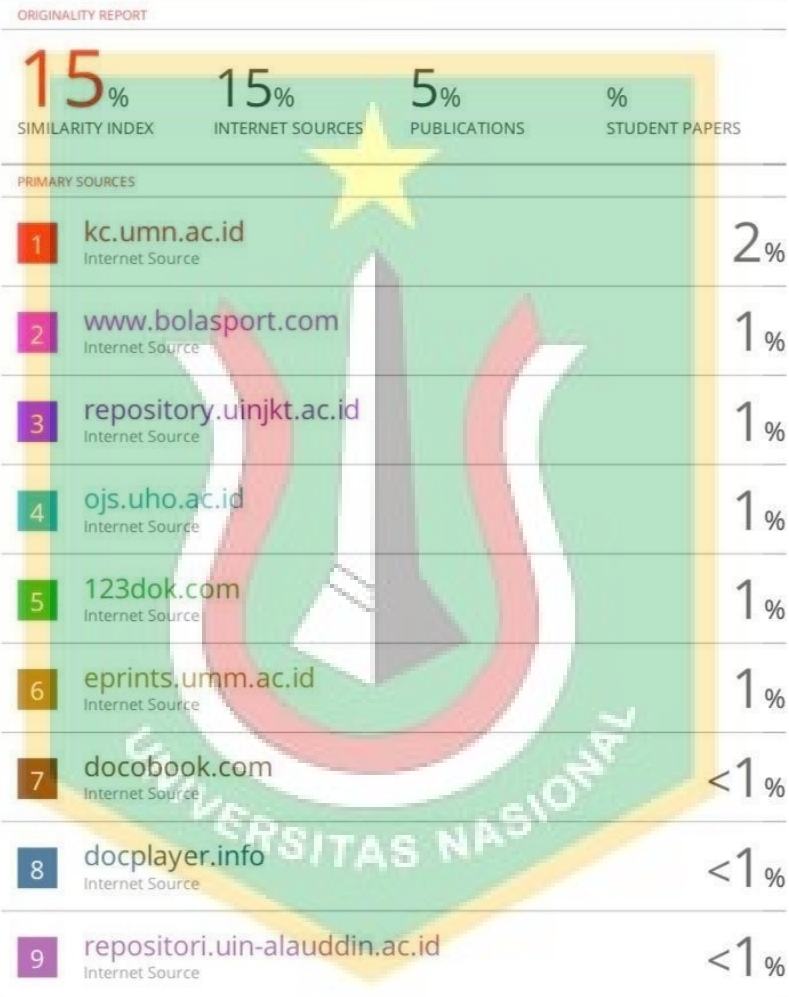 ORIGINALITY REPORT
15% 15% 5% %
SIMILARITY INDEX INTERNET SOURCES PUBLICATIONS STUDENT PAPERS
PRIMARY SOURCES
1 kc.umn.ac.id 2%
Internet Source
2 www.bolasport.com 1%
Internet Source
3 repository.uinjkt.ac.id 1%
Internet Source
4 ojs.uho.ac.id 1%
Internet Source
5 123dok.com 1%
Internet Source
6 eprints.umm.ac.id 1%
Internet Source
7 docobook.com <1%
Internet Source
8 docplayer.info <1%
Internet Source
9 repositori.uin-alauddin.ac.id <1%
Internet Source
UNIVERSITAS NASIONAL